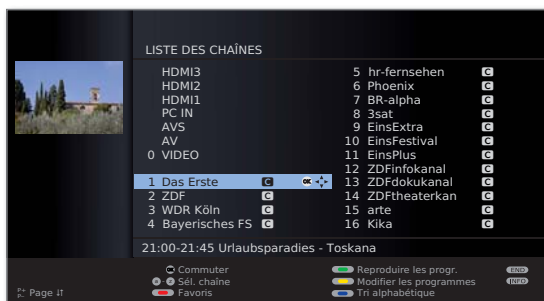 LISTE DES CHAÎNES
HDMI3
HDMI2
HDMI1
PC IN
AVS
AV
0 VIDEO
1 Das Erste C OK
2 ZDF C
3 WDR Köln C
4 Bayerisches FS C
5 hr-fernsehen C
6 Phoenix C
7 BR-alpha C
8 3sat C
9 EinsExtra C
10 EinsFestival C
11 EinsPlus C
12 ZDFinfokanal C
13 ZDFdokukanal C
14 ZDFtheaterkan C
15 arte C
16 Kika C
21:00-21:45 Urlaubsparadies - Toskana
OK Commuter
0-9 Sél. chaîne
Favoris
Reproduire les progr.
Modifier les programmes
Tri alphabétique
END
INFO
P+ P- Page